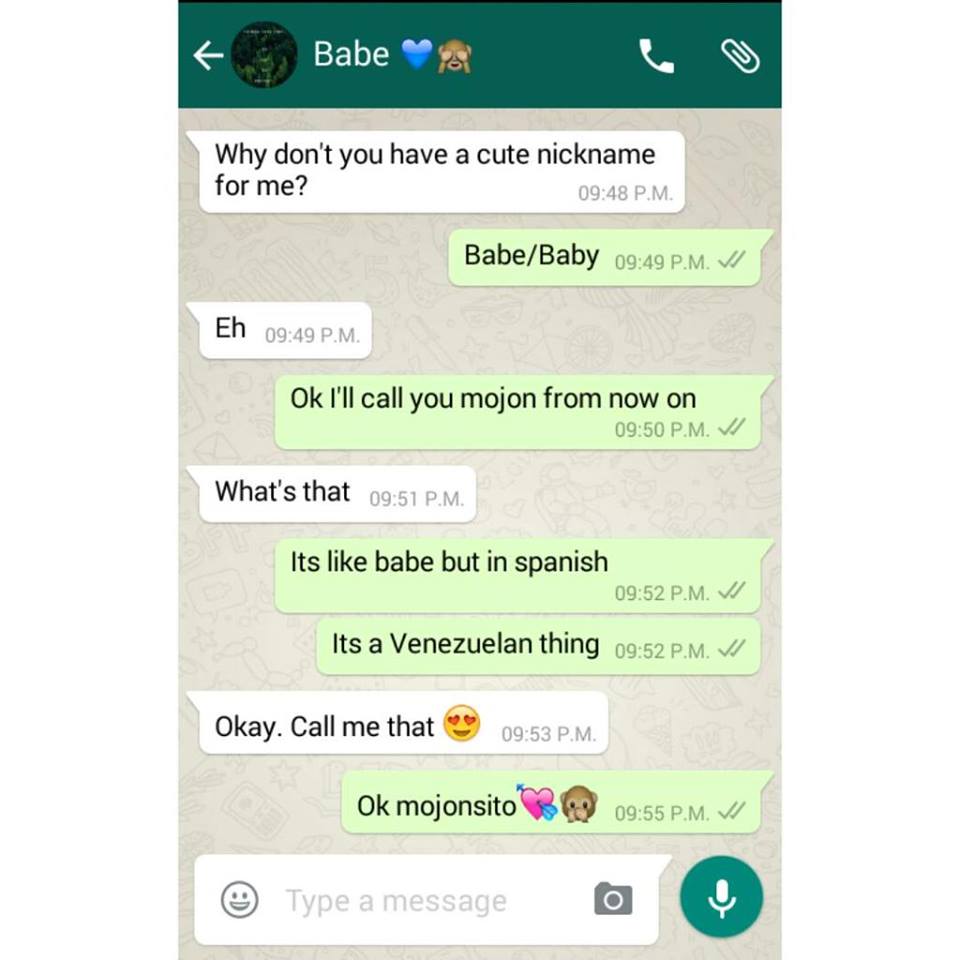 Babe 💙🙈
Why don't you have a cute nickname
for me?
09:48 P.M.
Babe/Baby 09:49 P.M.
Eh 09:49 P.M.
Ok I'll call you mojon from now on
09:50 P.M.
What's that 09:51 P.M.
Its like babe but in spanish
09:52 P.M.
Its a Venezuelan thing 09:52 P.M.
Okay. Call me that 😍 09:53 P.M.
Ok mojonsito💘🙊 09:55 P.M.
Type a message